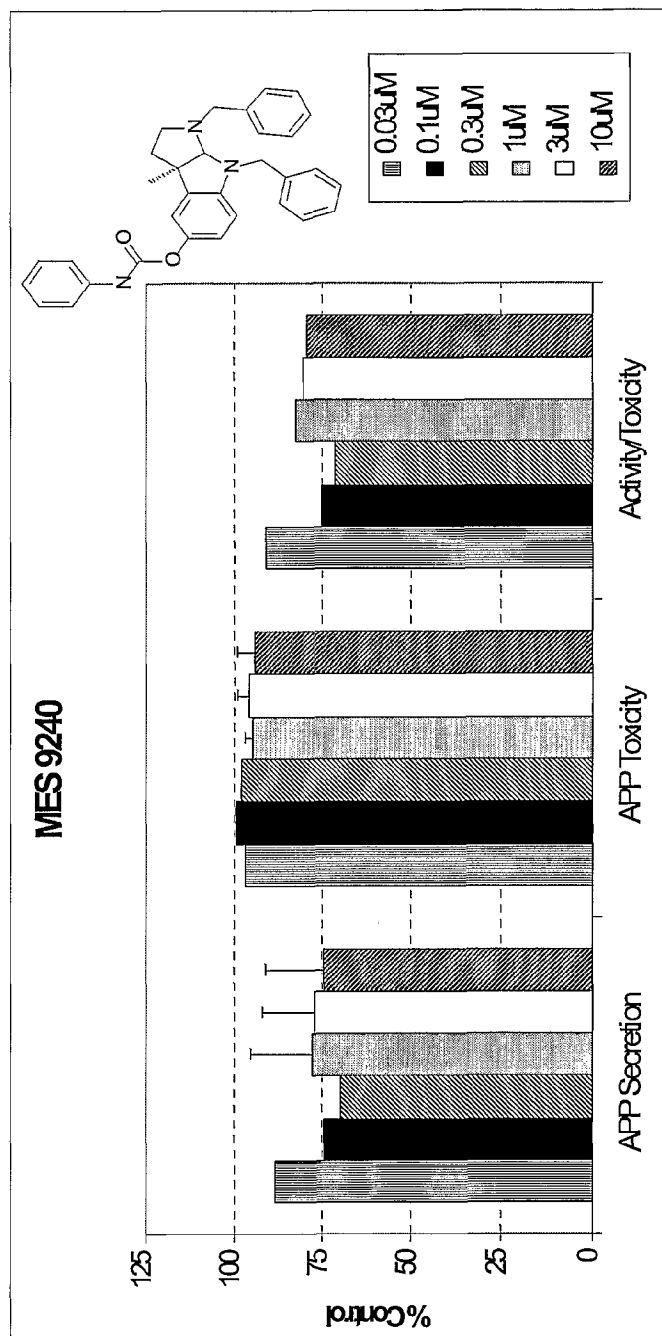 MES 9240
% Control
125
100
75
50
25
0
APP Secretion
APP Toxicity
Activity/Toxicity
0.03uM
0.1uM
0.3uM
1uM
3uM
10uM
N
O
O
N
N